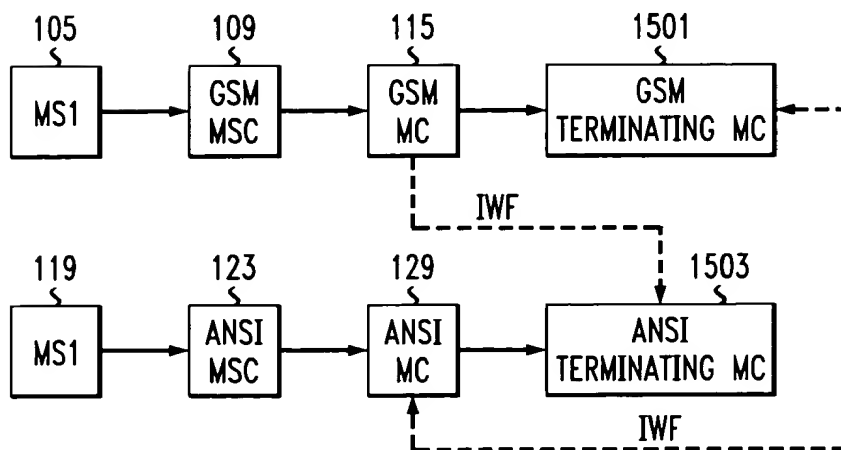 105
109
115
1501
MS1
GSM
MSC
GSM
MC
GSM
TERMINATING MC
IWF
119
123
129
1503
MS1
ANSI
MSC
ANSI
MC
ANSI
TERMINATING MC
IWF